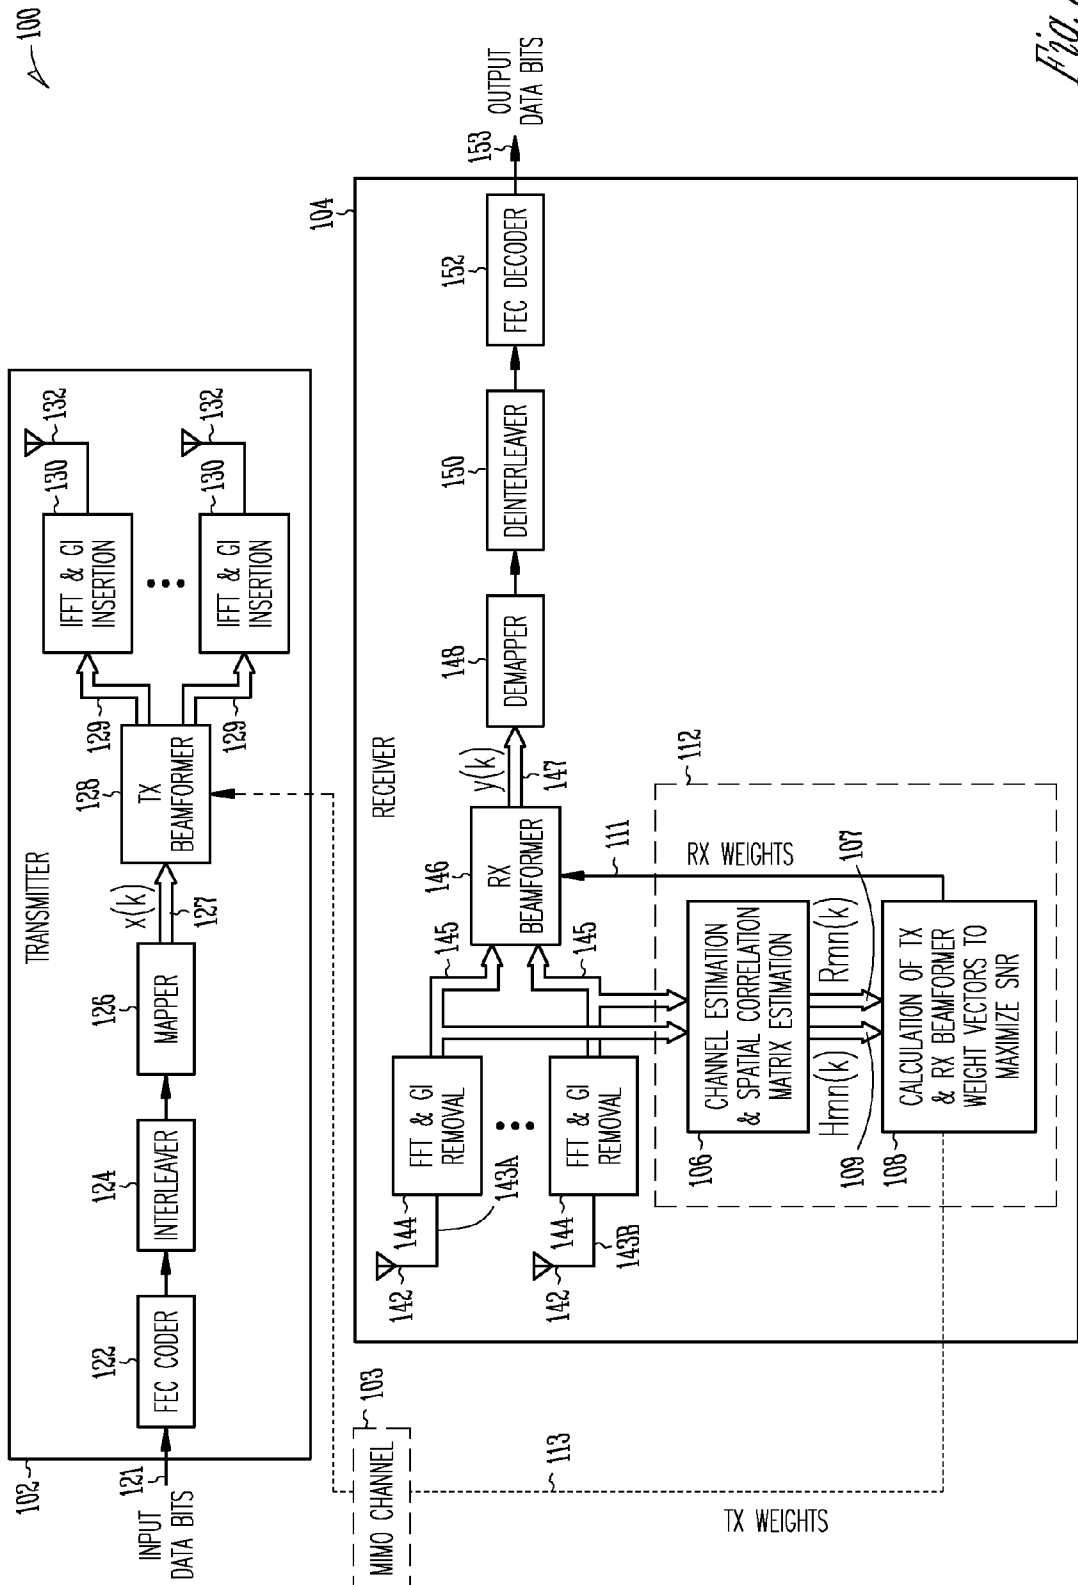 100
Fig.
102
TRANSMITTER
INPUT
DATA BITS
121
122
FEC CODER
124
INTERLEAVER
126
MAPPER
x(k)
127
128
TX
BEAMFORMER
129
129
130
IFFT & GI
INSERTION
132
130
IFFT & GI
INSERTION
132
103
MIMO CHANNEL
113
TX WEIGHTS
104
RECEIVER
142
143A
144
FFT & GI
REMOVAL
142
143B
144
FFT & GI
REMOVAL
145
145
146
RX
BEAMFORMER
y(k)
147
148
DEMAPPER
150
DEINTERLEAVER
152
FEC DECODER
153
OUTPUT
DATA BITS
112
111
RX WEIGHTS
106
CHANNEL ESTIMATION
& SPATIAL CORRELATION
MATRIX ESTIMATION
Hmn(k)
109
Rmn(k)
107
108
CALCULATION OF TX
& RX BEAMFORMER
WEIGHT VECTORS TO
MAXIMIZE SNR